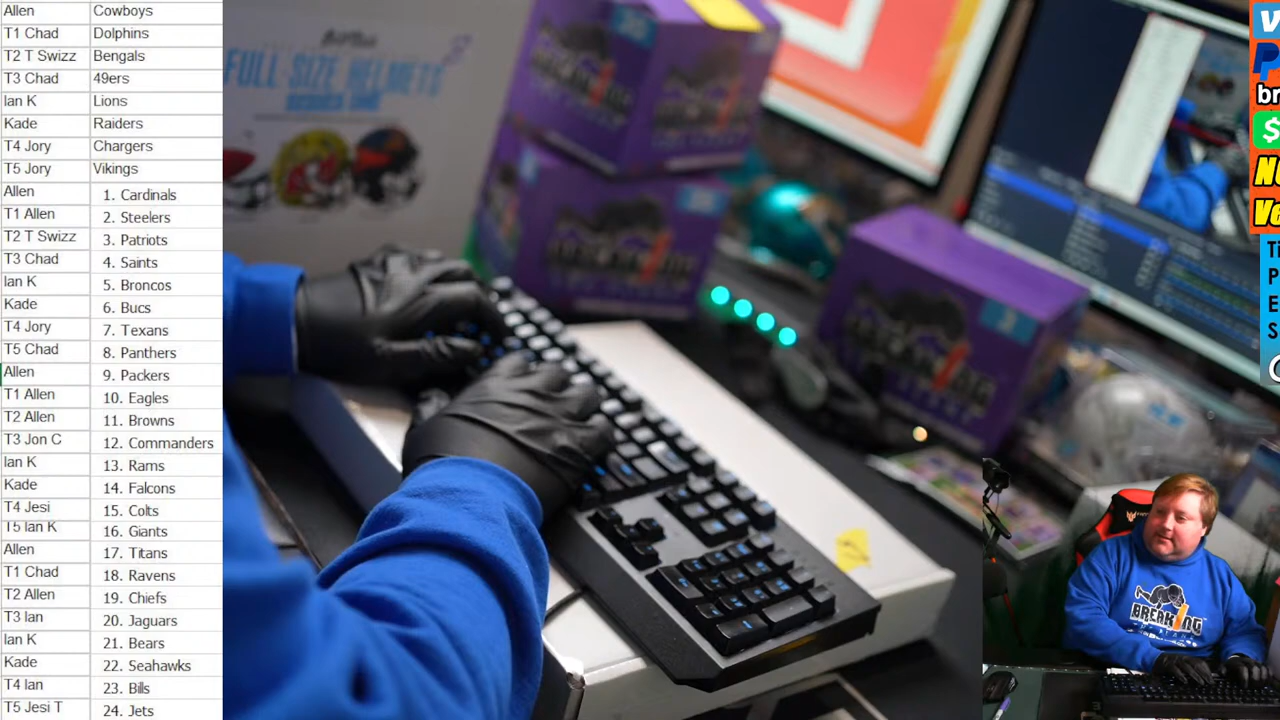 Allen Cowboys
T1 Chad Dolphins
T2 T Swizz Bengals
T3 Chad 49ers
Ian K Lions
Kade Raiders
T4 Jory Chargers
T5 Jory Vikings
Allen 1. Cardinals
T1 Allen 2. Steelers
T2 T Swizz 3. Patriots
T3 Chad 4. Saints
Ian K 5. Broncos
Kade 6. Bucs
T4 Jory 7. Texans
T5 Chad 8. Panthers
Allen 9. Packers
T1 Allen 10. Eagles
T2 Allen 11. Browns
T3 Jon C 12. Commanders
Ian K 13. Rams
Kade 14. Falcons
T4 Jesi 15. Colts
T5 Ian K 16. Giants
Allen 17. Titans
T1 Chad 18. Ravens
T2 Allen 19. Chiefs
T3 Ian 20. Jaguars
Ian K 21. Bears
Kade 22. Seahawks
T4 Ian 23. Bills
T5 Jesi T 24. Jets
FULL SIZE HELMETS
BREAKING
br
$